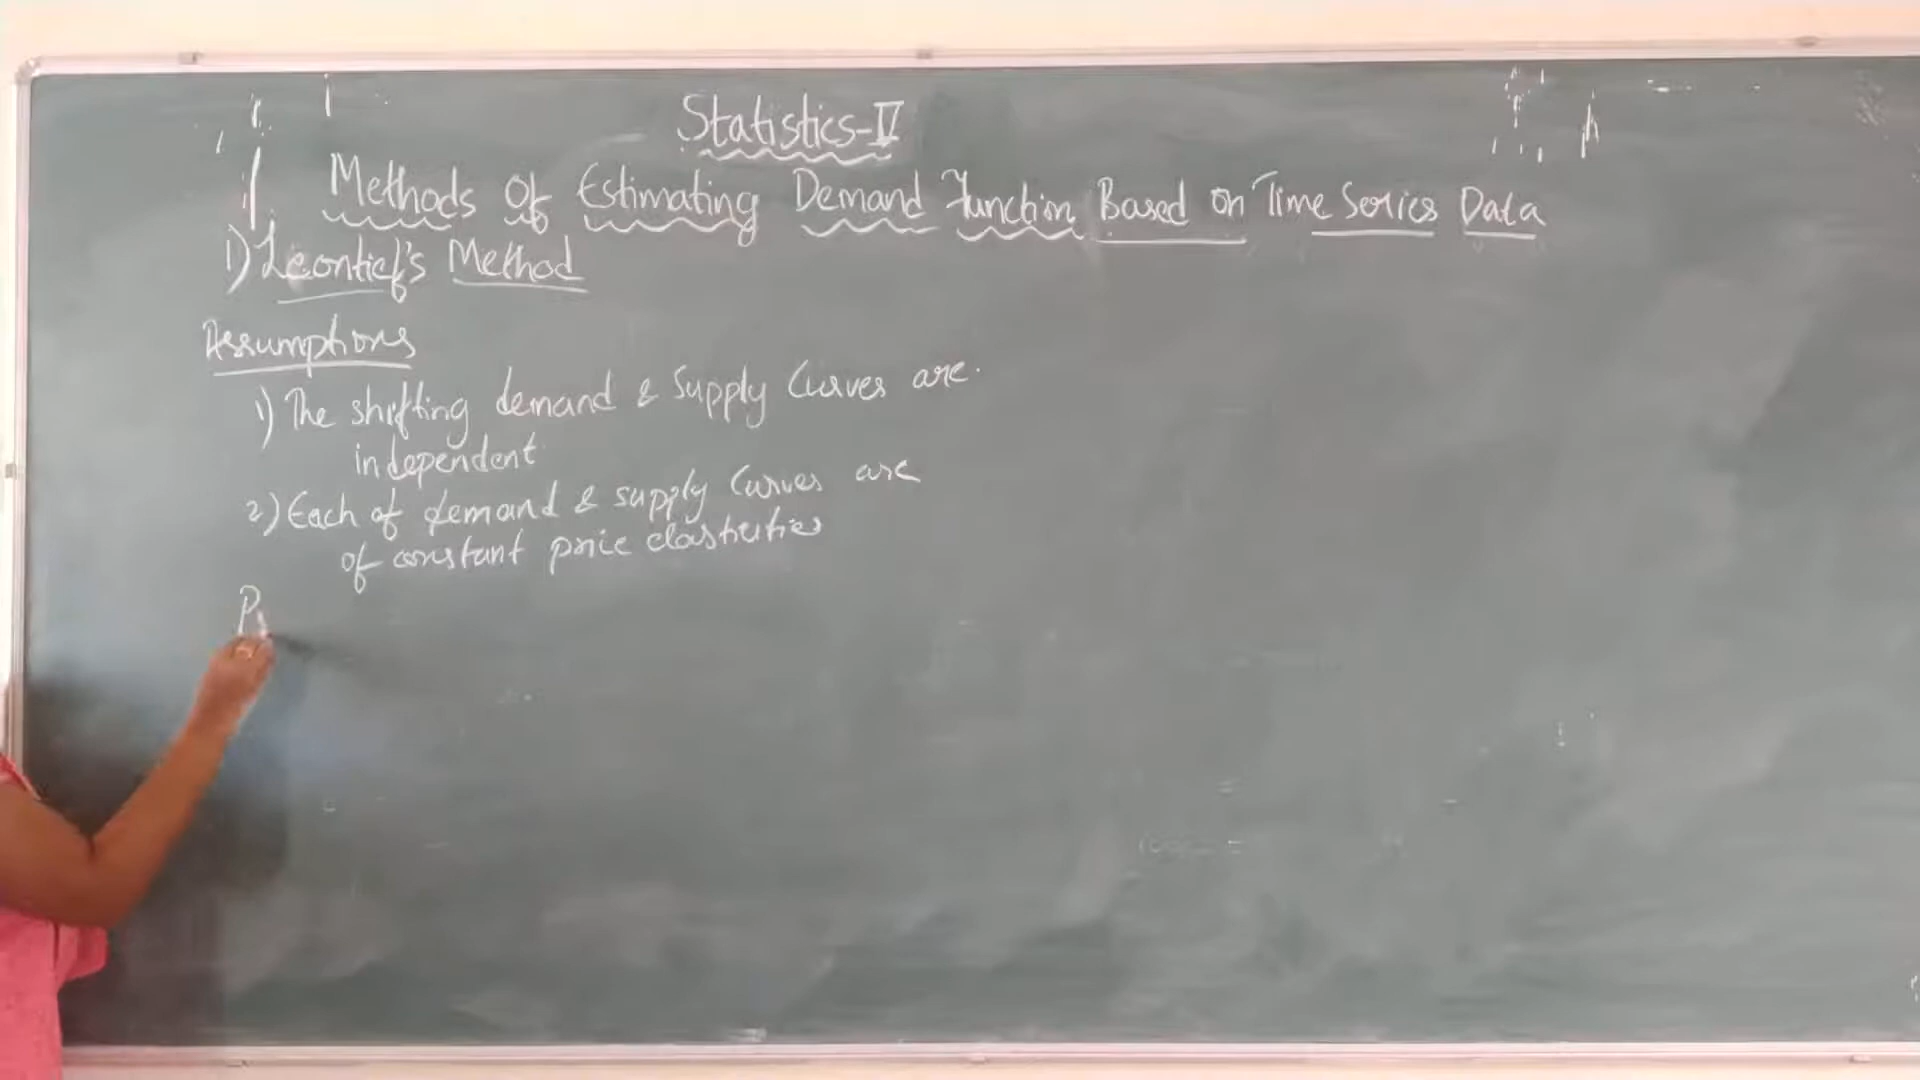 Statistics-IV
Methods Of Estimating Demand Function Based on Time Series Data
1) Leontief's Method
Assumptions
1) The shifting demand & Supply Curves are.
independent
2) Each of demand & supply Curves are
of constant price elasticities
P